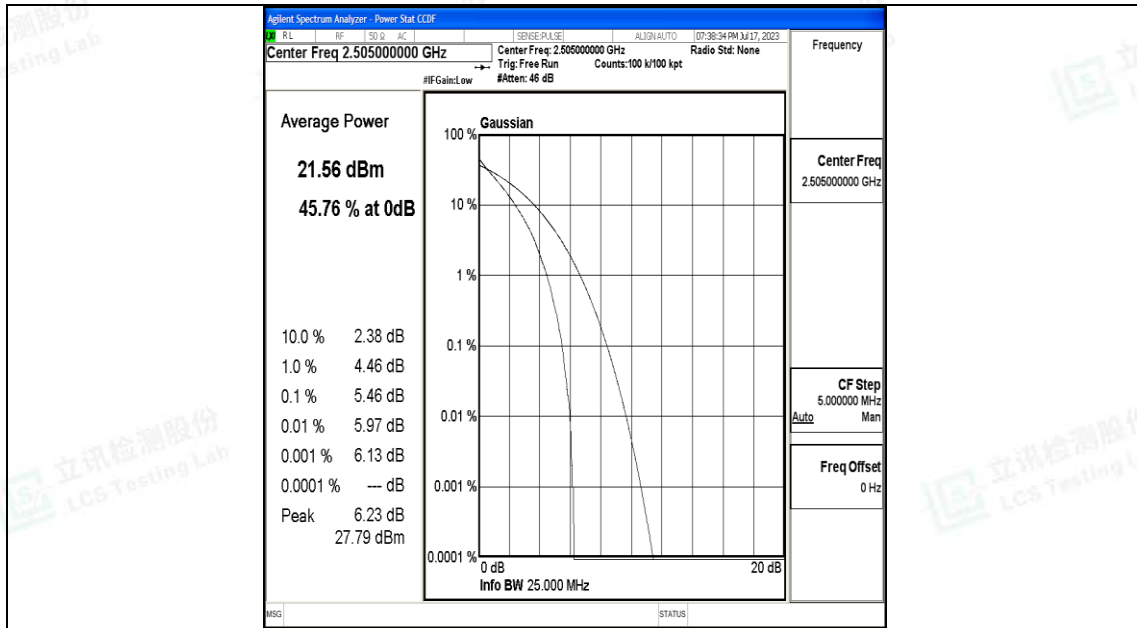 Agilent Spectrum Analyzer - Power Stat CCDF
LXI RL RF 50 Ω AC SENSE:PULSE ALIGN AUTO 07:38:34 PM Jul 17, 2023
Center Freq 2.505000000 GHz
Center Freq: 2.505000000 GHz Radio Std: None
Trig: Free Run Counts:100 k/100 kpt
#IFGain:Low #Atten: 46 dB
Frequency
Average Power
21.56 dBm
45.76 % at 0dB
10.0 % 2.38 dB
1.0 % 4.46 dB
0.1 % 5.46 dB
0.01 % 5.97 dB
0.001 % 6.13 dB
0.0001 % --- dB
Peak 6.23 dB
27.79 dBm
Gaussian
100 %
10 %
1 %
0.1 %
0.01 %
0.001 %
0.0001 %
0 dB 20 dB
Info BW 25.000 MHz
Center Freq
2.505000000 GHz
CF Step
5.000000 MHz
Auto Man
Freq Offset
0 Hz
MSG STATUS
立讯检测股份
LCS Testing Lab
立讯检测股份